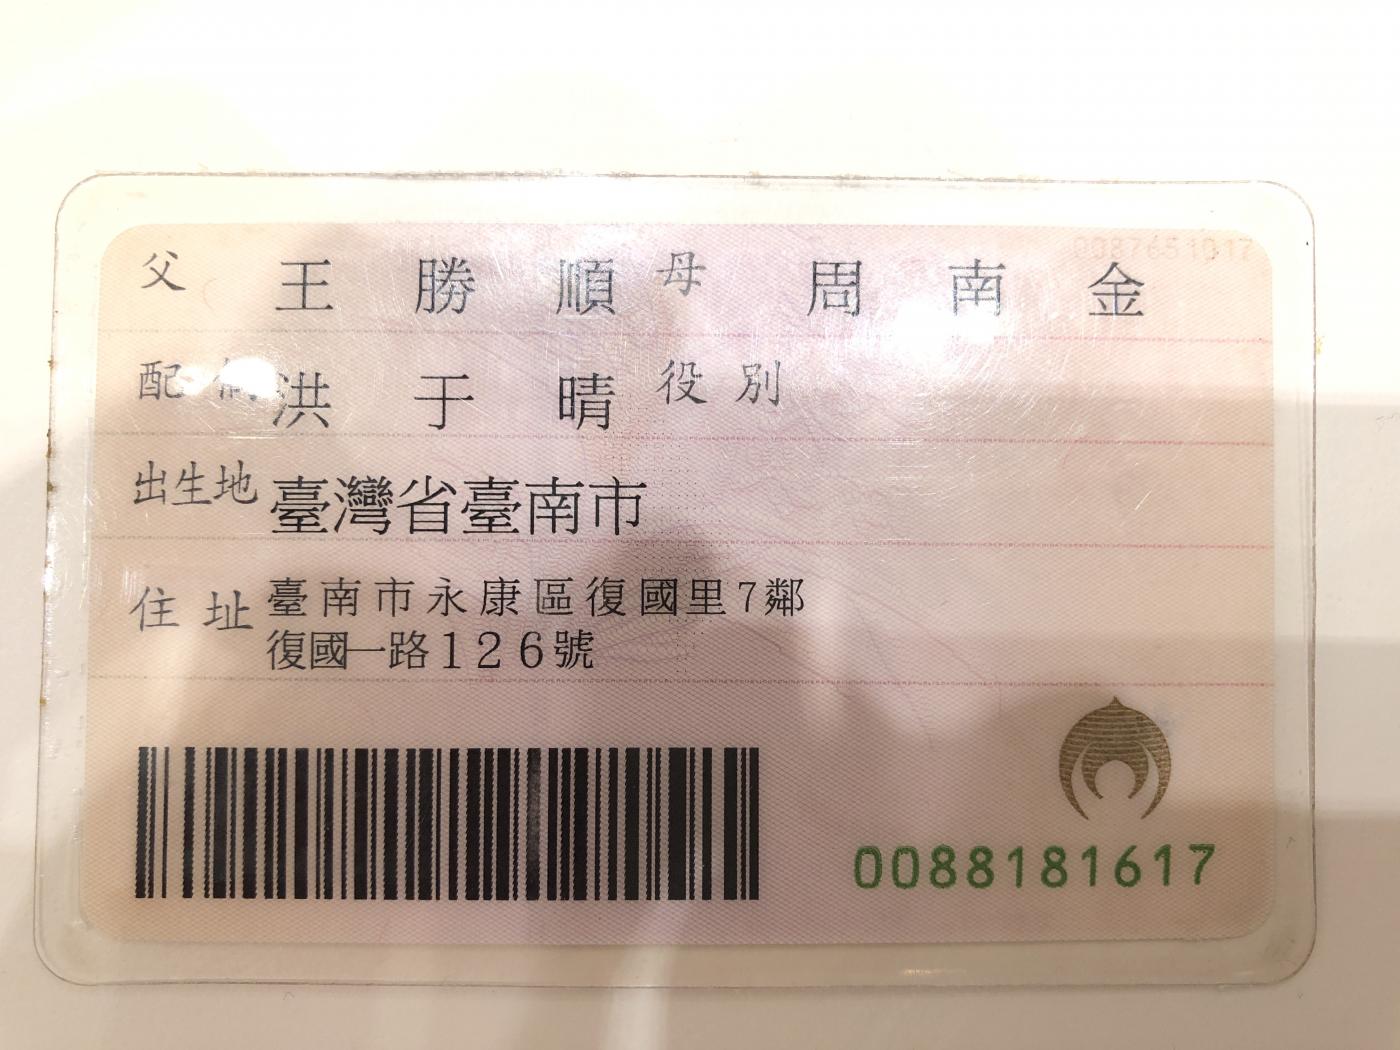 0087651017
父 王勝順 母 周南金
配偶 洪于晴 役別
出生地 臺灣省臺南市
住址 臺南市永康區復國里7鄰
復國一路126號
0088181617